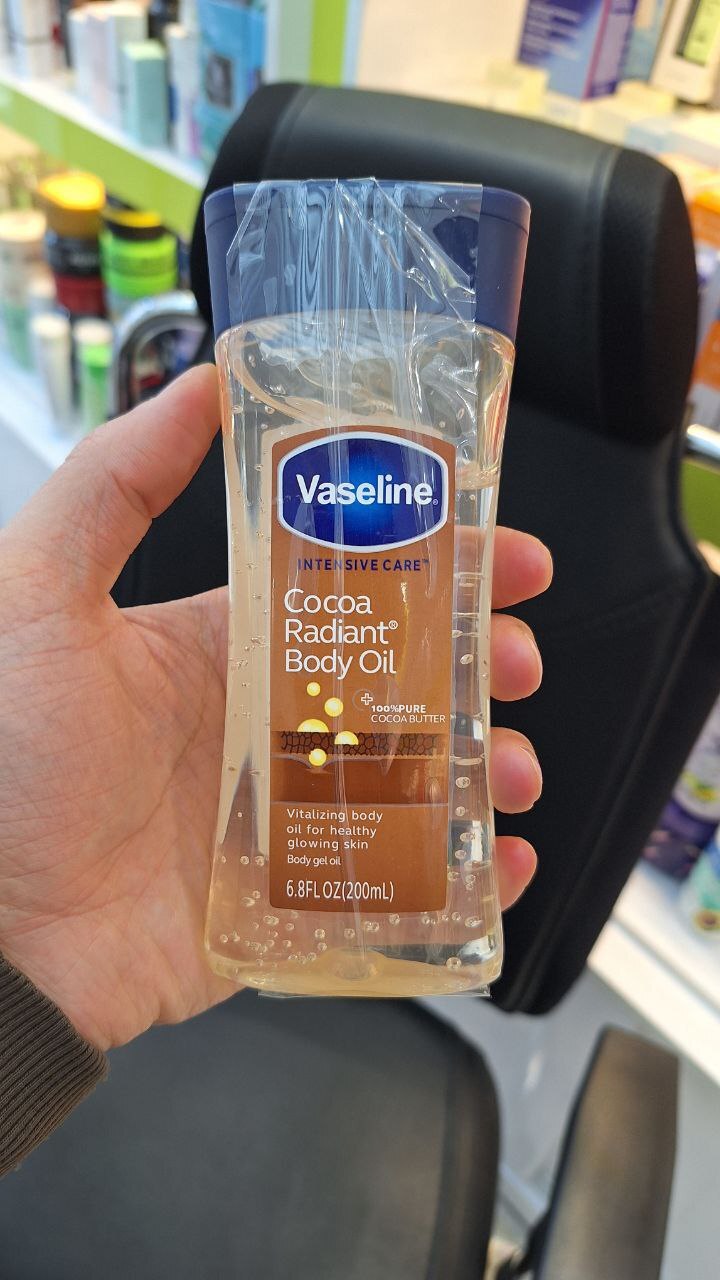 Vaseline®
INTENSIVE CARE™
Cocoa
Radiant®
Body Oil
100%PURE
COCOA BUTTER
Vitalizing body
oil for healthy
glowing skin
Body gel oil
6.8FL OZ(200mL)